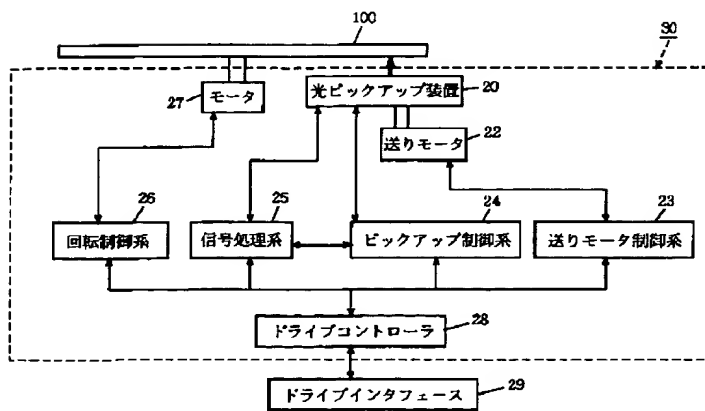 100
30
27
モータ
光ピックアップ装置
20
送りモータ
22
26
25
24
23
回転制御系
信号処理系
ピックアップ制御系
送りモータ制御系
ドライブコントローラ
28
ドライブインタフェース
29